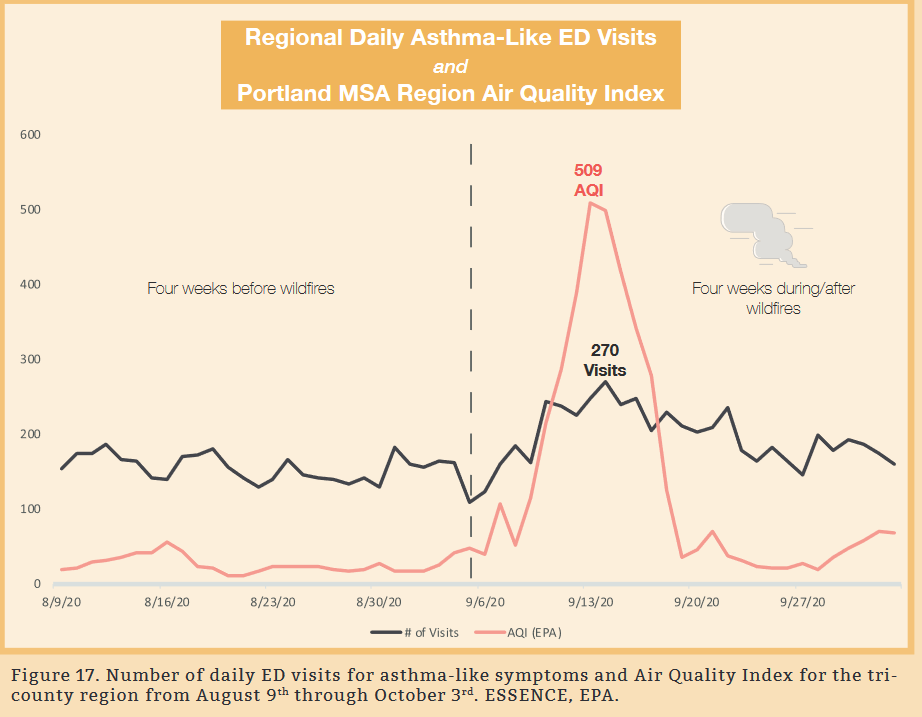 Regional Daily Asthma-Like ED Visits
and
Portland MSA Region Air Quality Index
600
500
400
300
200
100
0
509
AQI
270
Visits
Four weeks before wildfires
Four weeks during/after
wildfires
8/9/20 8/16/20 8/23/20 8/30/20 9/6/20 9/13/20 9/20/20 9/27/20
# of Visits AQI (EPA)
Figure 17. Number of daily ED visits for asthma-like symptoms and Air Quality Index for the tri-
county region from August 9th through October 3rd. ESSENCE, EPA.